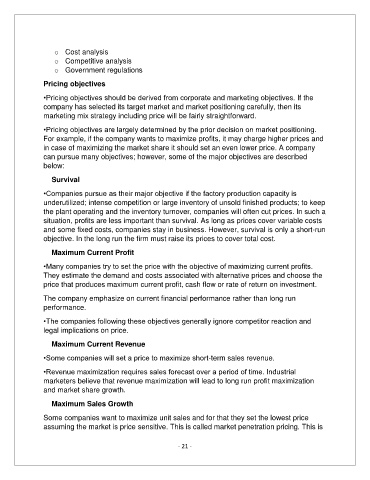 o Cost analysis
o Competitive analysis
o Government regulations
Pricing objectives
•Pricing objectives should be derived from corporate and marketing objectives. If the
company has selected its target market and market positioning carefully, then its
marketing mix strategy including price will be fairly straightforward.
•Pricing objectives are largely determined by the prior decision on market positioning.
For example, if the company wants to maximize profits, it may charge higher prices and
in case of maximizing the market share it should set an even lower price. A company
can pursue many objectives; however, some of the major objectives are described
below:
Survival
•Companies pursue as their major objective if the factory production capacity is
underutilized; intense competition or large inventory of unsold finished products; to keep
the plant operating and the inventory turnover, companies will often cut prices. In such a
situation, profits are less important than survival. As long as prices cover variable costs
and some fixed costs, companies stay in business. However, survival is only a short-run
objective. In the long run the firm must raise its prices to cover total cost.
Maximum Current Profit
•Many companies try to set the price with the objective of maximizing current profits.
They estimate the demand and costs associated with alternative prices and choose the
price that produces maximum current profit, cash flow or rate of return on investment.
The company emphasize on current financial performance rather than long run
performance.
•The companies following these objectives generally ignore competitor reaction and
legal implications on price.
Maximum Current Revenue
•Some companies will set a price to maximize short-term sales revenue.
•Revenue maximization requires sales forecast over a period of time. Industrial
marketers believe that revenue maximization will lead to long run profit maximization
and market share growth.
Maximum Sales Growth
Some companies want to maximize unit sales and for that they set the lowest price
assuming the market is price sensitive. This is called market penetration pricing. This is
- 21 -